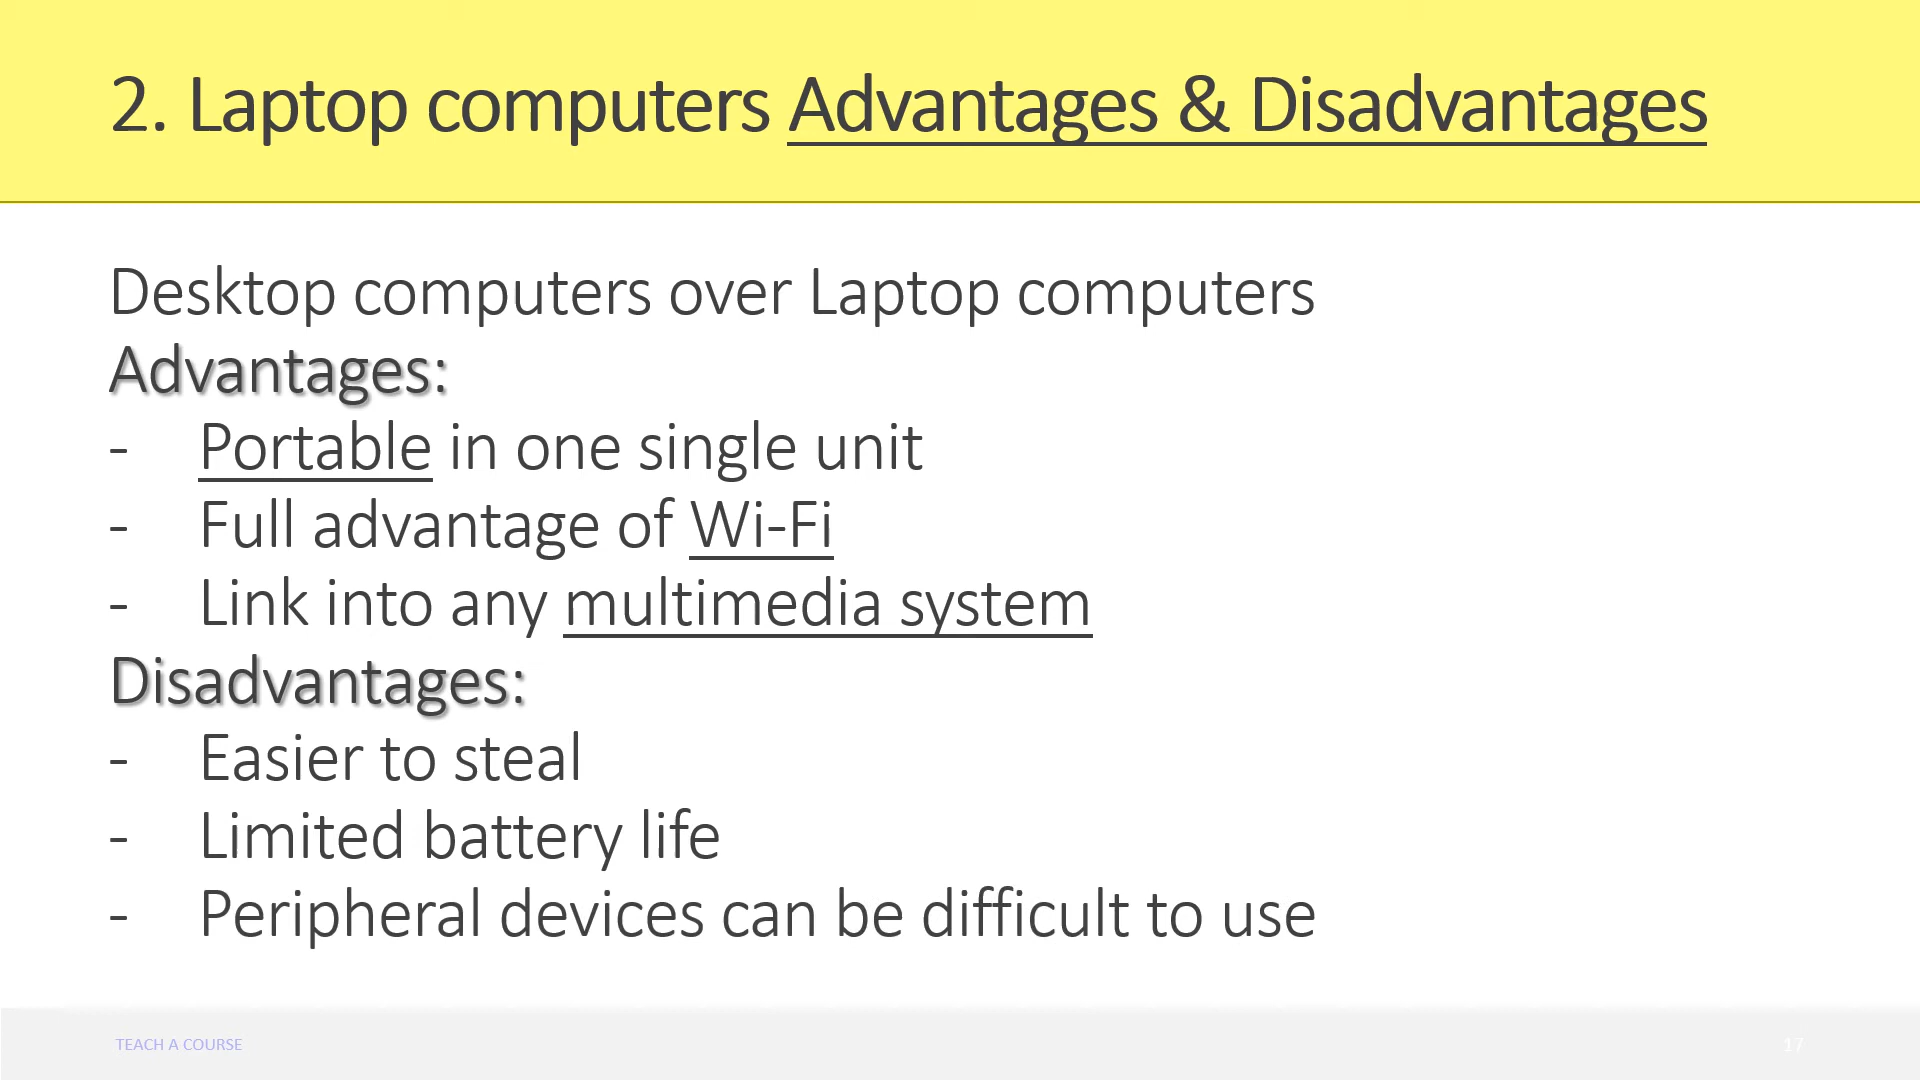 2. Laptop computers Advantages & Disadvantages
Desktop computers over Laptop computers
Advantages:
- Portable in one single unit
- Full advantage of Wi-Fi
- Link into any multimedia system
Disadvantages:
- Easier to steal
- Limited battery life
- Peripheral devices can be difficult to use
TEACH A COURSE
17